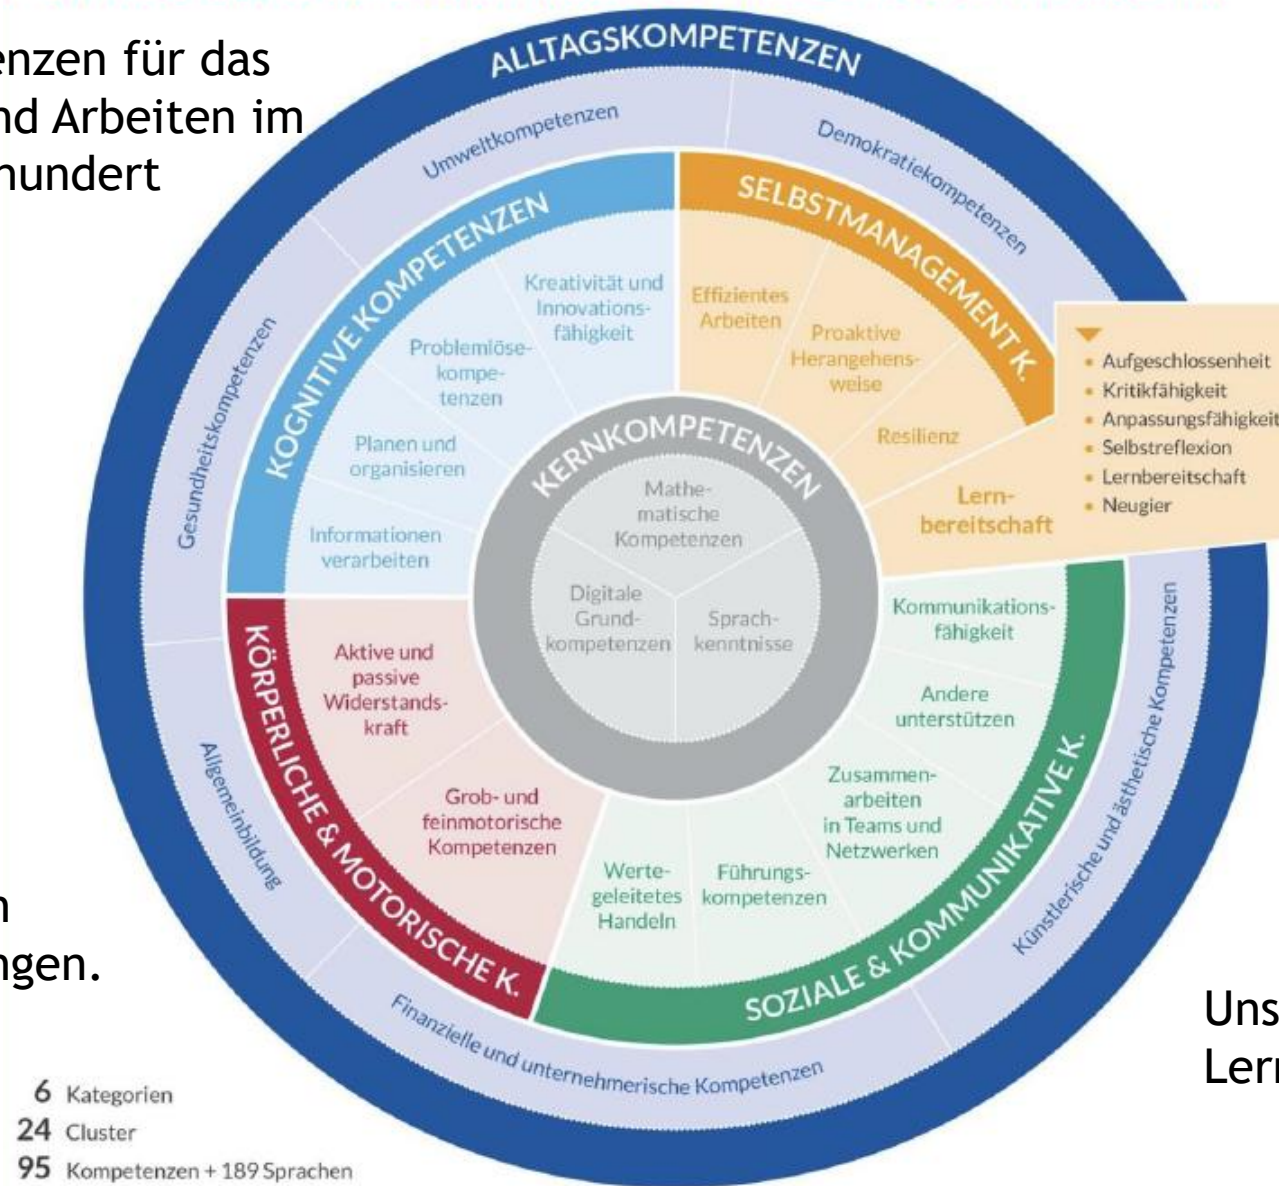 enzen für das
nd Arbeiten im
hundert
ALLTAGSKOMPETENZEN
Umweltkompetenzen
Demokratiekompetenzen
Gesundheitskompetenzen
Allgemeinbildung
Finanzielle und unternehmerische Kompetenzen
Künstlerische und ästhetische Kompetenzen
KOGNITIVE KOMPETENZEN
Kreativität und
Innovations-
fähigkeit
Problemlöse-
kompe-
tenzen
Planen und
organisieren
Informationen
verarbeiten
SELBSTMANAGEMENT K.
Effizientes
Arbeiten
Proaktive
Herangehens-
weise
Resilienz
Lern-
bereitschaft
Aufgeschlossenheit
Kritikfähigkeit
Anpassungsfähigkeit
Selbstreflexion
Lernbereitschaft
Neugier
KERNKOMPETENZEN
Mathe-
matische
Kompetenzen
Digitale
Grund-
kompetenzen
Sprach-
kenntnisse
KÖRPERLICHE & MOTORISCHE K.
Aktive und
passive
Widerstands-
kraft
Grob- und
feinmotorische
Kompetenzen
SOZIALE & KOMMUNIKATIVE K.
Kommunikations-
fähigkeit
Andere
unterstützen
Zusammen-
arbeiten
in Teams und
Netzwerken
Führungs-
kompetenzen
Werte-
geleitetes
Handeln
n
ngen.
Uns
Lern
6 Kategorien
24 Cluster
95 Kompetenzen + 189 Sprachen